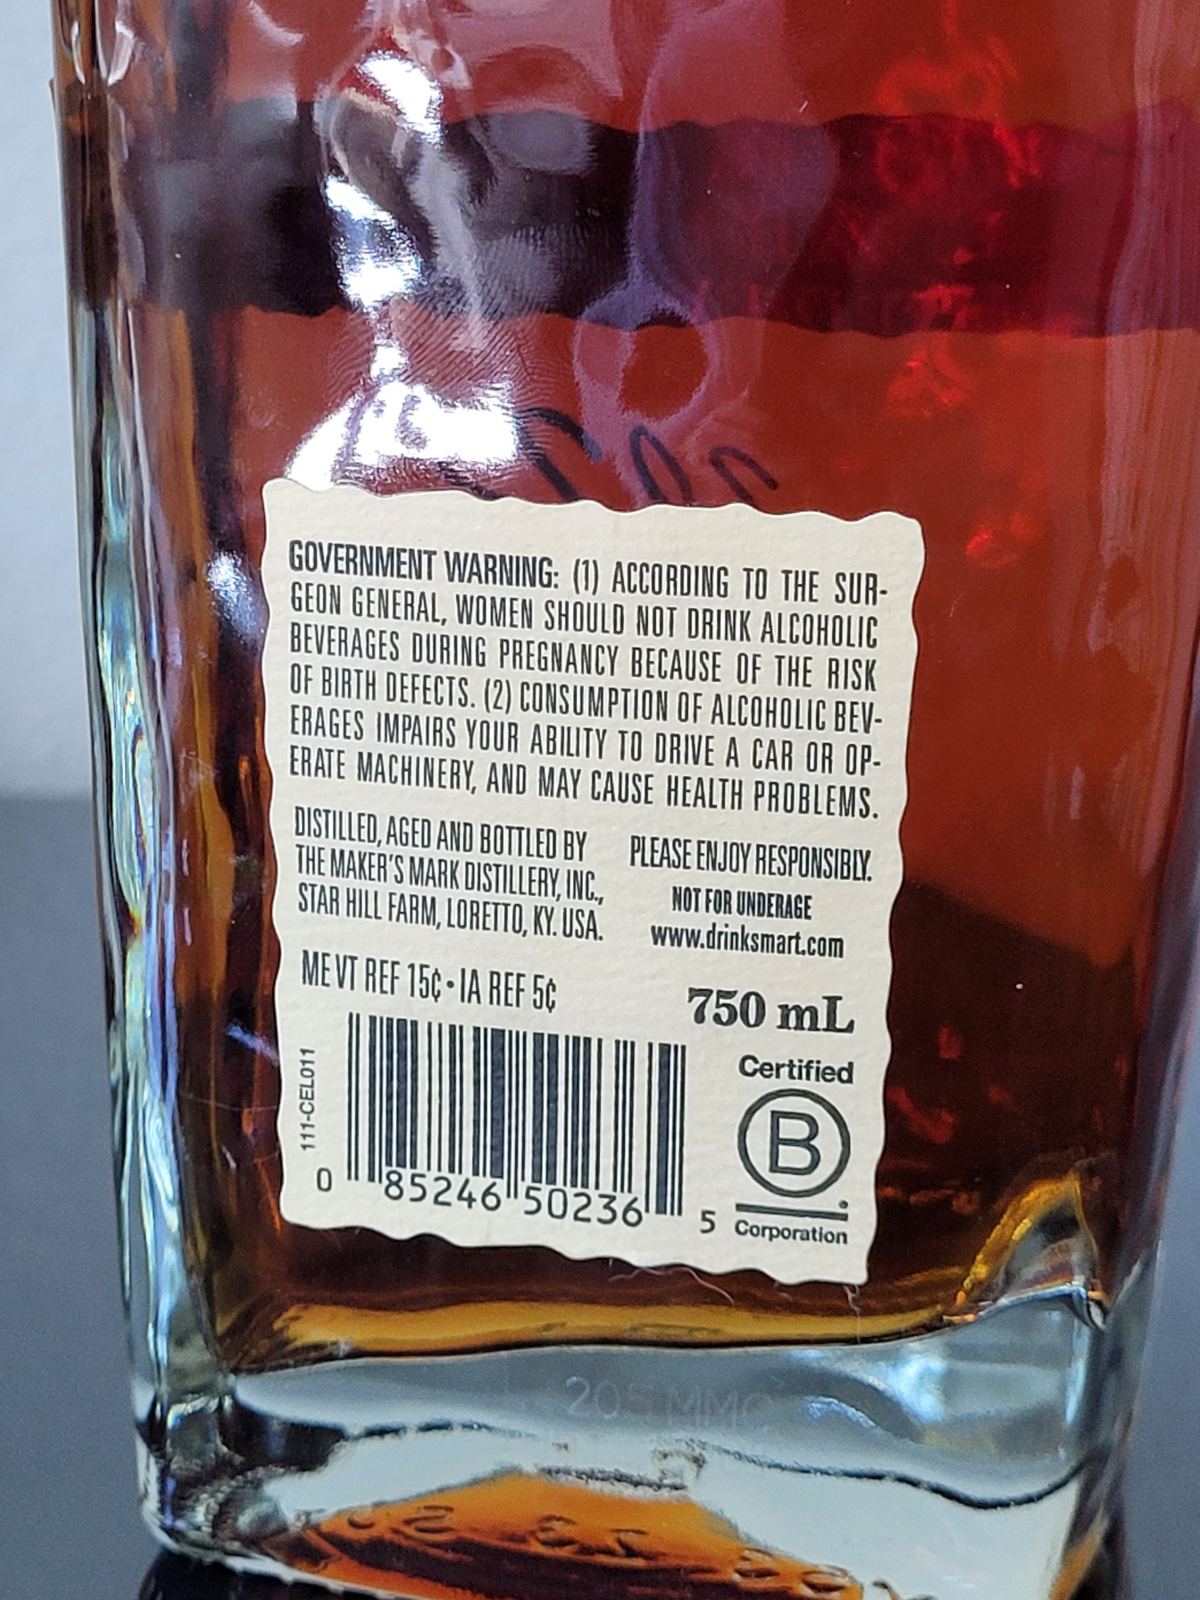 GOVERNMENT WARNING: (1) ACCORDING TO THE SUR-
GEON GENERAL, WOMEN SHOULD NOT DRINK ALCOHOLIC
BEVERAGES DURING PREGNANCY BECAUSE OF THE RISK
OF BIRTH DEFECTS. (2) CONSUMPTION OF ALCOHOLIC BEV-
ERAGES IMPAIRS YOUR ABILITY TO DRIVE A CAR OR OP-
ERATE MACHINERY, AND MAY CAUSE HEALTH PROBLEMS.
DISTILLED, AGED AND BOTTLED BY
THE MAKER'S MARK DISTILLERY, INC.,
STAR HILL FARM, LORETTO, KY. USA.
PLEASE ENJOY RESPONSIBLY.
NOT FOR UNDERAGE
www.drinksmart.com
ME VT REF 15¢ • IA REF 5¢
750 mL
111-CEL011
0 85246 50236 5
Certified
B
Corporation